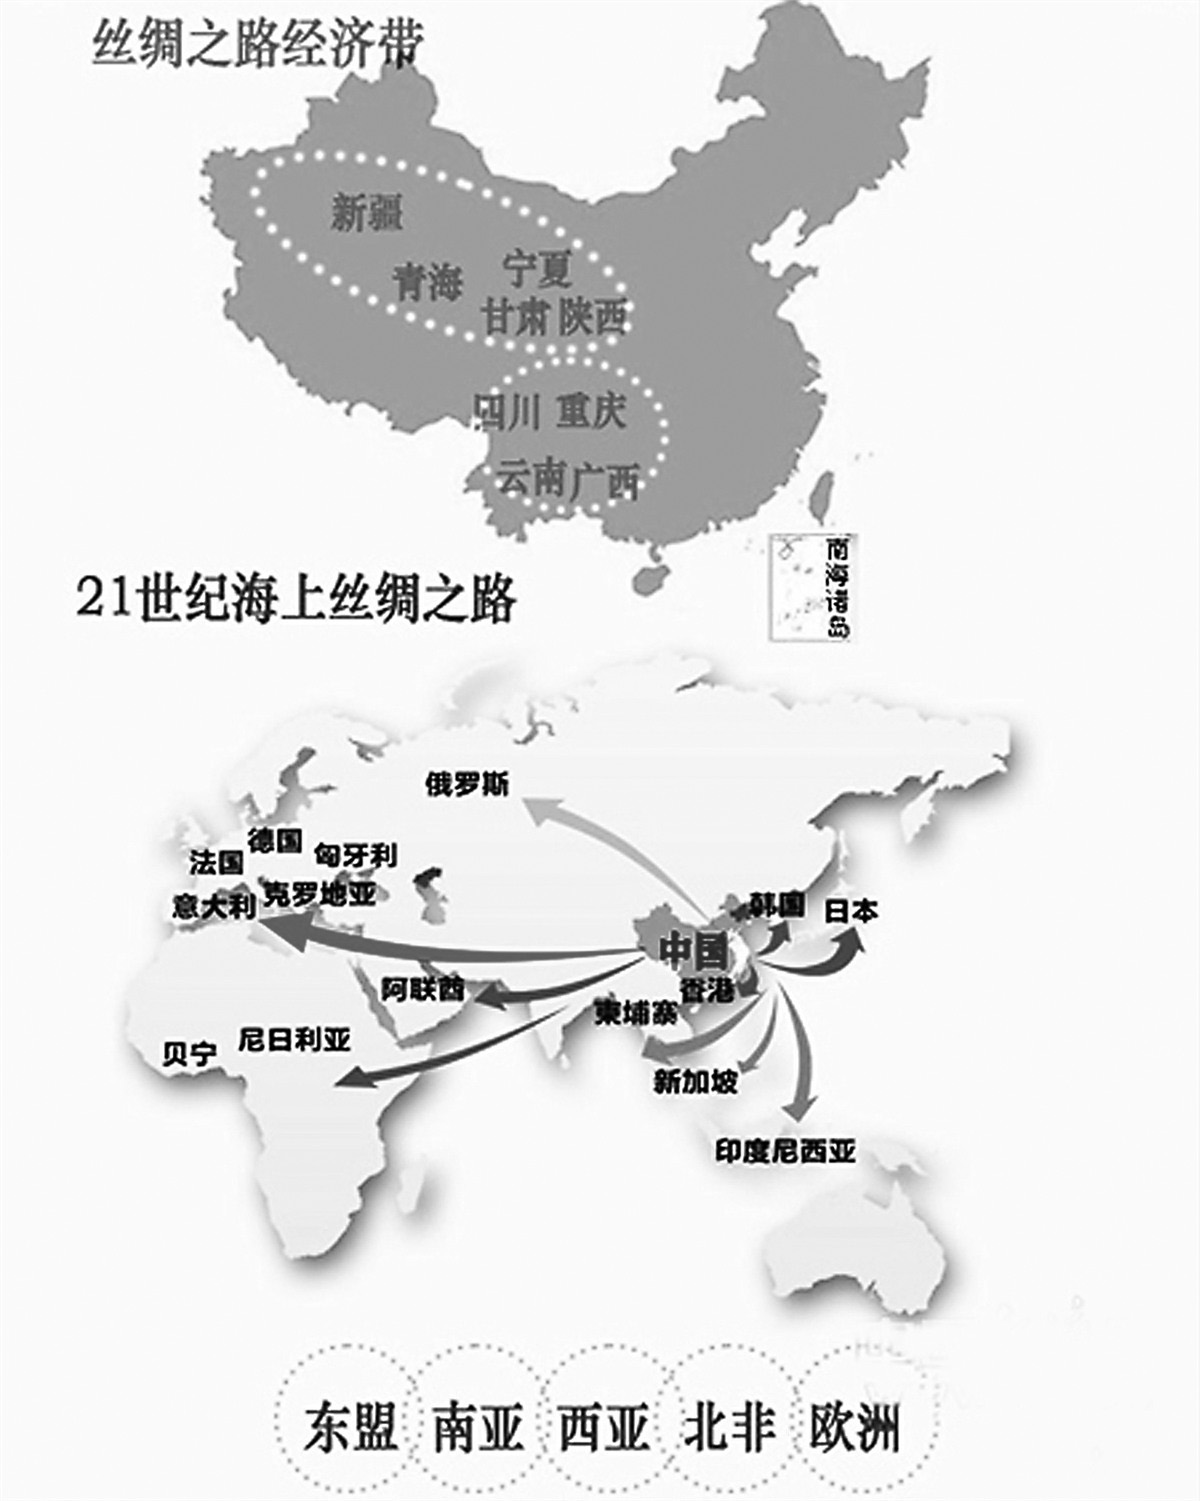 丝绸之路经济带
新疆
青海 宁夏
甘肃 陕西
四川 重庆
云南 广西
南海诸岛
21世纪海上丝绸之路
俄罗斯
德国
法国 匈牙利
克罗地亚
意大利
韩国 日本
中国
阿联酋 香港
柬埔寨
尼日利亚
贝宁
新加坡
印度尼西亚
东盟 南亚 西亚 北非 欧洲